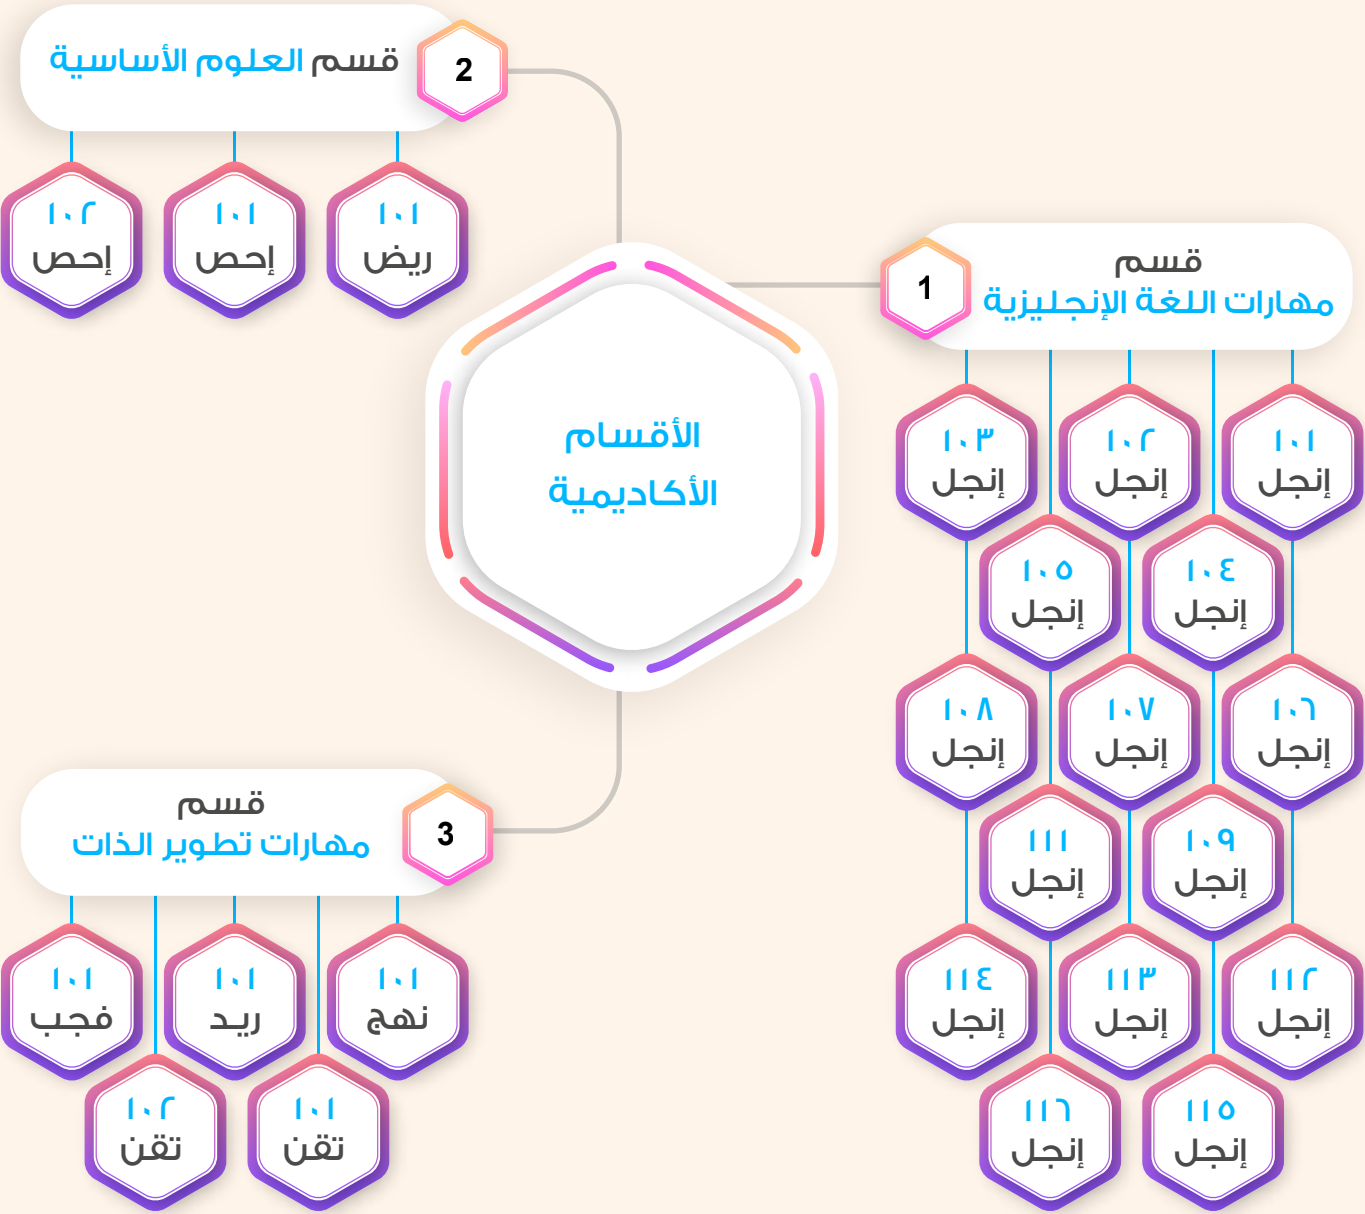 الأقسام
الأكاديمية
1
قسم
مهارات اللغة الإنجليزية
١٠١
إنجل
١٠٢
إنجل
١٠٣
إنجل
١٠٤
إنجل
١٠٥
إنجل
١٠٦
إنجل
١٠٧
إنجل
١٠٨
إنجل
١٠٩
إنجل
١١١
إنجل
١١٢
إنجل
١١٣
إنجل
١١٤
إنجل
١١٥
إنجل
١١٦
إنجل
2
قسم العلوم الأساسية
١٠١
ريض
١٠١
إحص
١٠٢
إحص
3
قسم
مهارات تطوير الذات
١٠١
نهج
١٠١
ريد
١٠١
فجب
١٠١
تقن
١٠٢
تقن